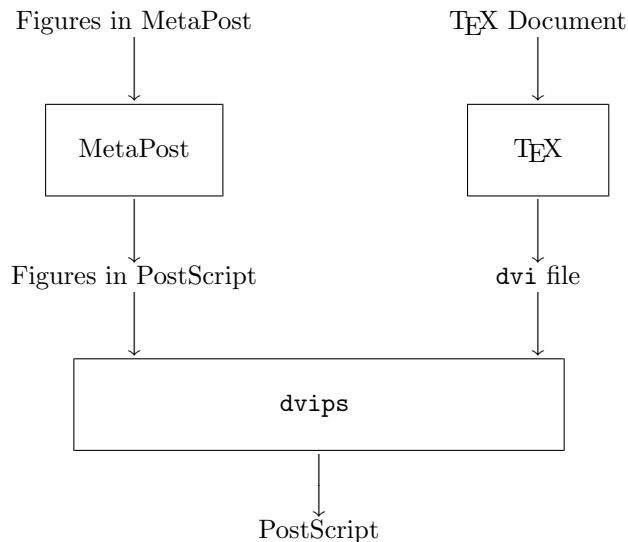 Figures in MetaPost
TEX Document
MetaPost
TEX
Figures in PostScript
dvi file
dvips
PostScript